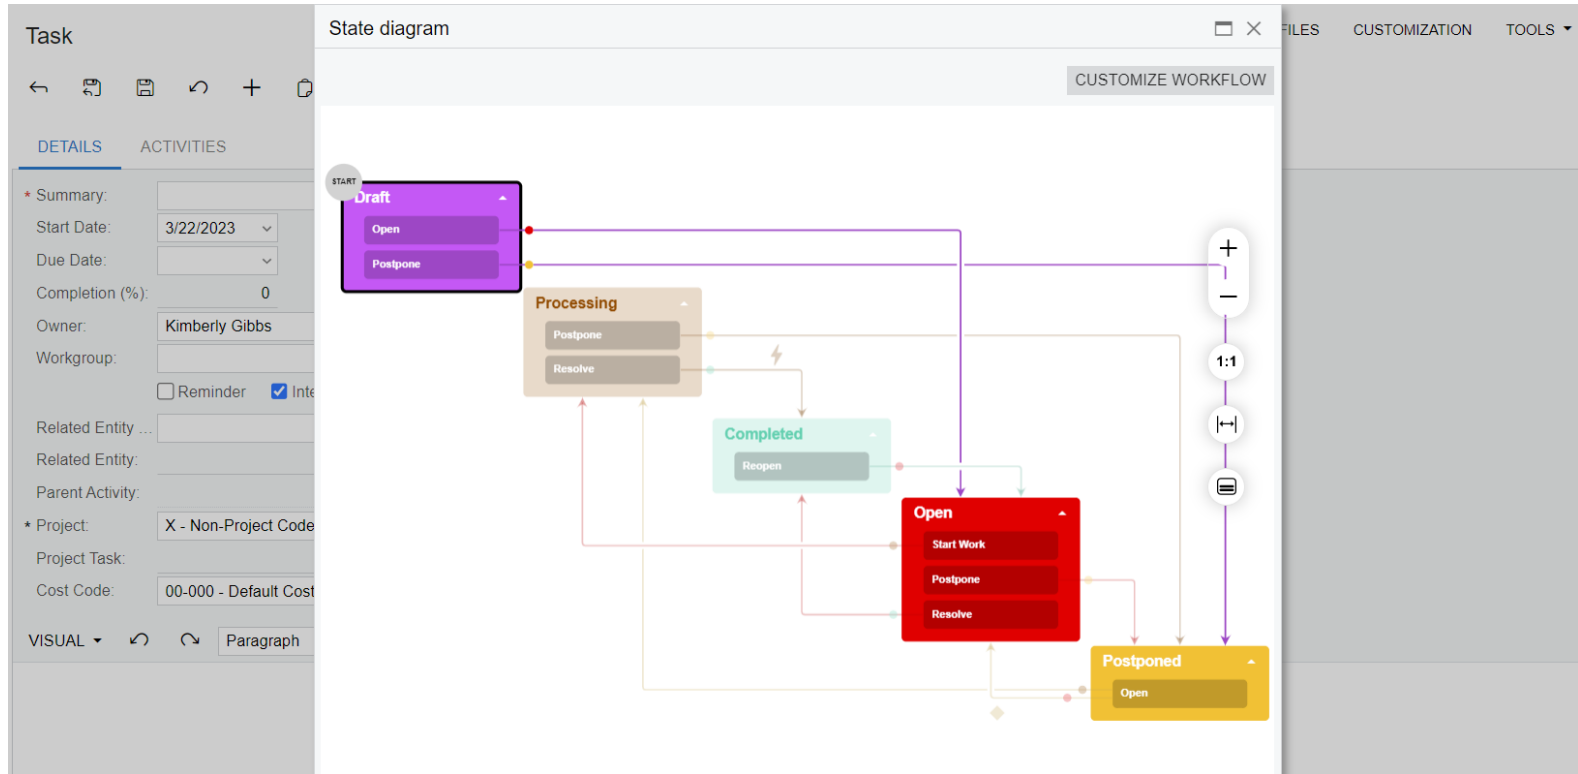 Task
State diagram
FILES
CUSTOMIZATION
TOOLS
CUSTOMIZE WORKFLOW
DETAILS
ACTIVITIES
* Summary:
Start Date:
3/22/2023
Due Date:
Completion (%):
0
Owner:
Kimberly Gibbs
Workgroup:
Reminder
Inte
Related Entity ...
Related Entity:
Parent Activity:
* Project:
X - Non-Project Code
Project Task:
Cost Code:
00-000 - Default Cost
VISUAL
Paragraph
START
Draft
Open
Postpone
Processing
Postpone
Resolve
Completed
Reopen
Open
Start Work
Postpone
Resolve
Postponed
Open
1:1